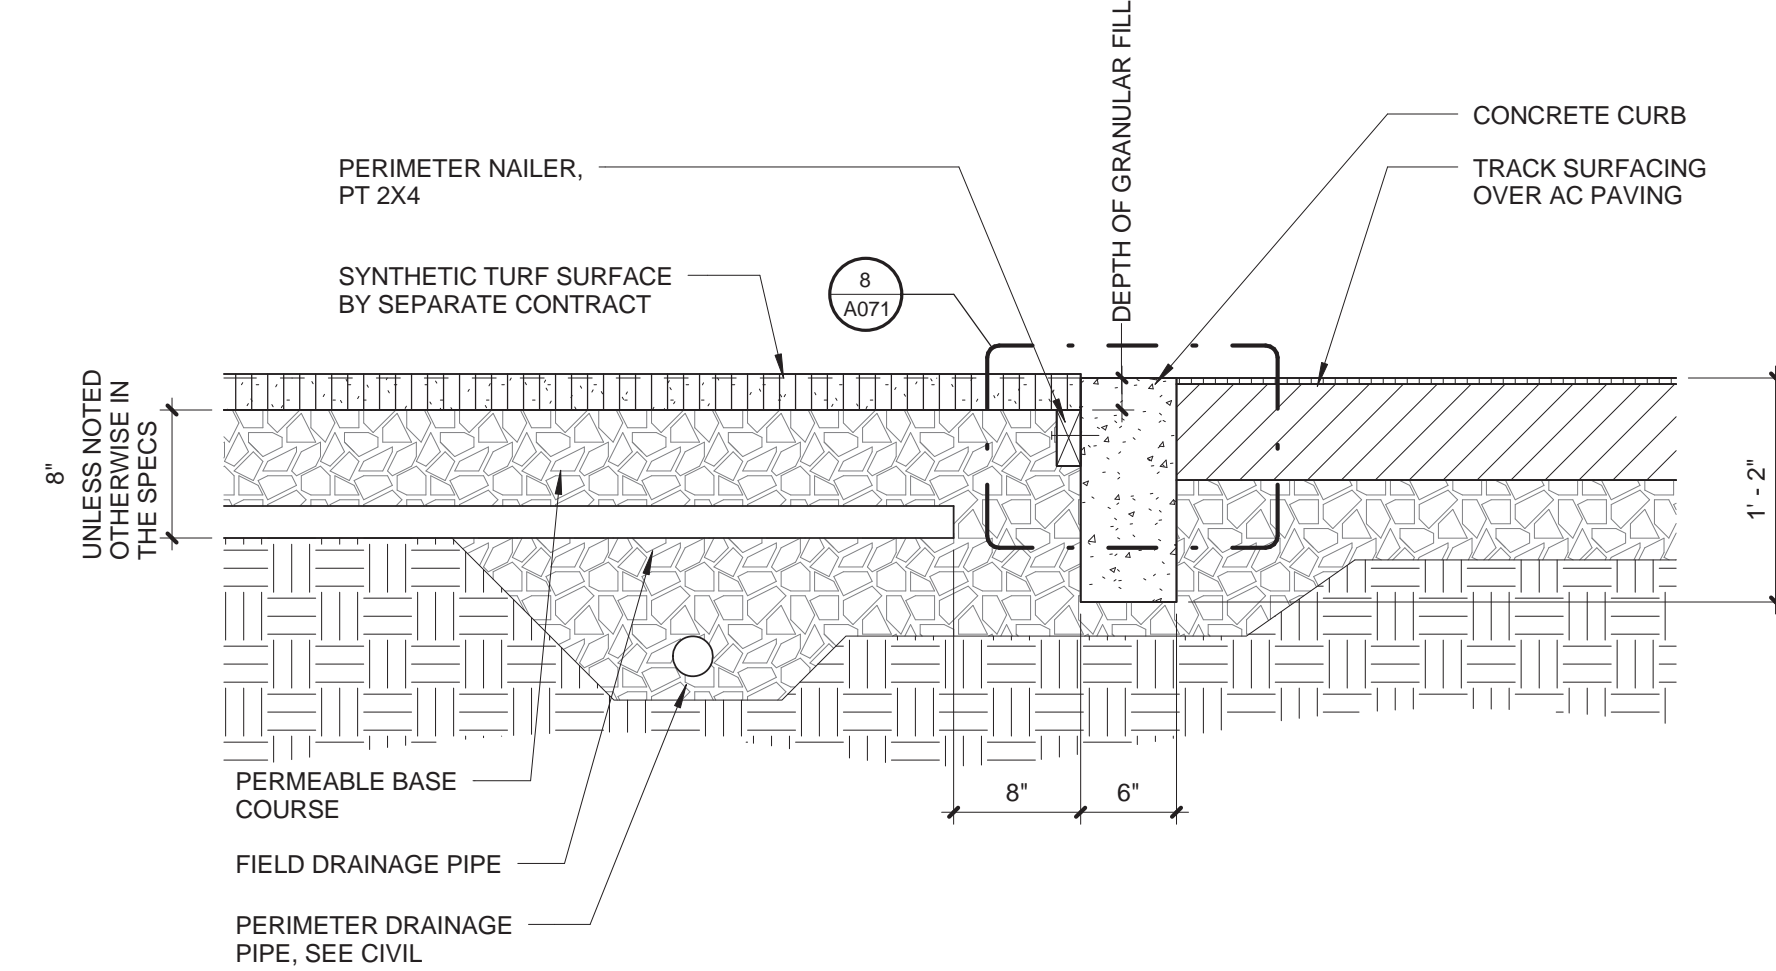 DEPTH OF GRANULAR FILL
CONCRETE CURB
TRACK SURFACING
OVER AC PAVING
PERIMETER NAILER,
PT 2X4
SYNTHETIC TURF SURFACE
BY SEPARATE CONTRACT
8
A071
8"
UNLESS NOTED
OTHERWISE IN
THE SPECS
1' - 2"
8"
6"
PERMEABLE BASE
COURSE
FIELD DRAINAGE PIPE
PERIMETER DRAINAGE
PIPE, SEE CIVIL